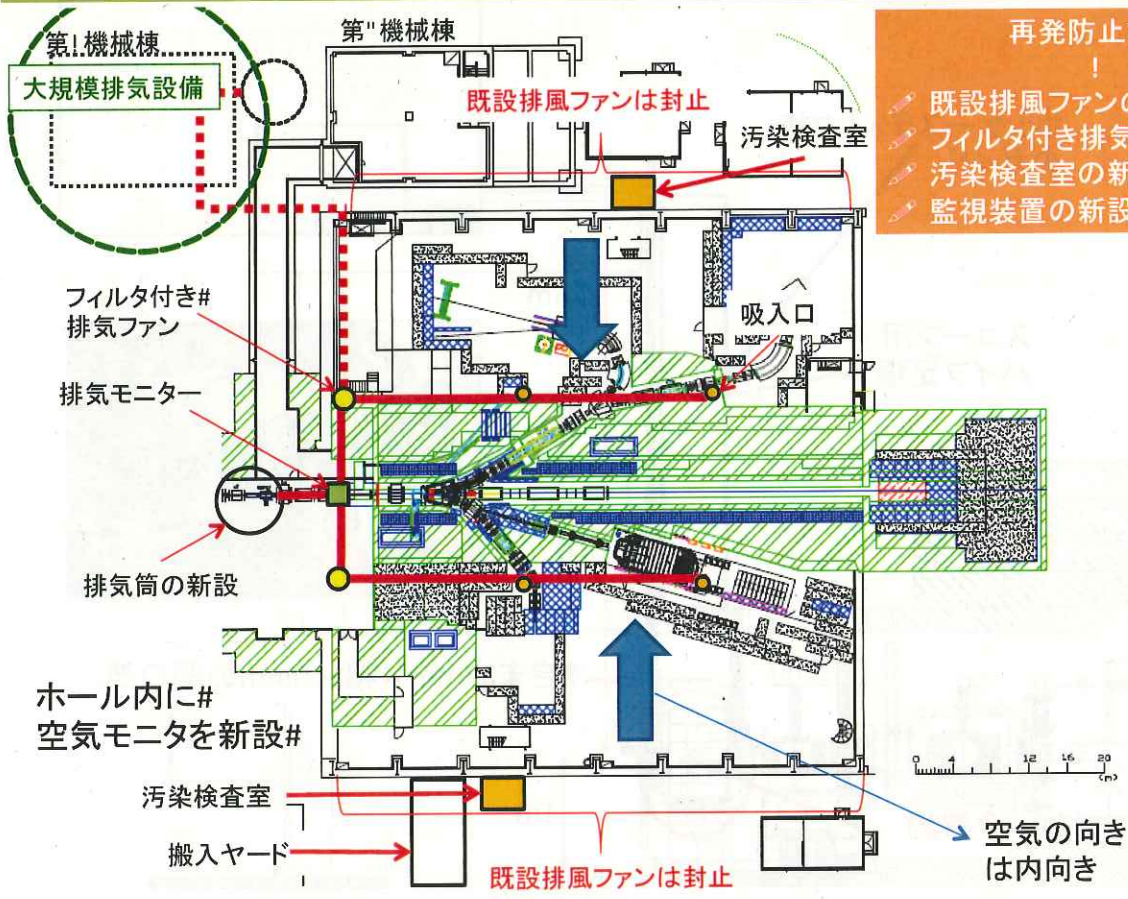 第!機械棟
第"機械棟
大規模排気設備
既設排風ファンは封止
汚染検査室
再発防止
!
既設排風ファンの
フィルタ付き排気
汚染検査室の新
監視装置の新設
フィルタ付き#
排気ファン
吸入口
排気モニター
排気筒の新設
ホール内に#
空気モニタを新設#
汚染検査室
搬入ヤード
既設排風ファンは封止
0 4 12 16 20
(m)
空気の向き
は内向き